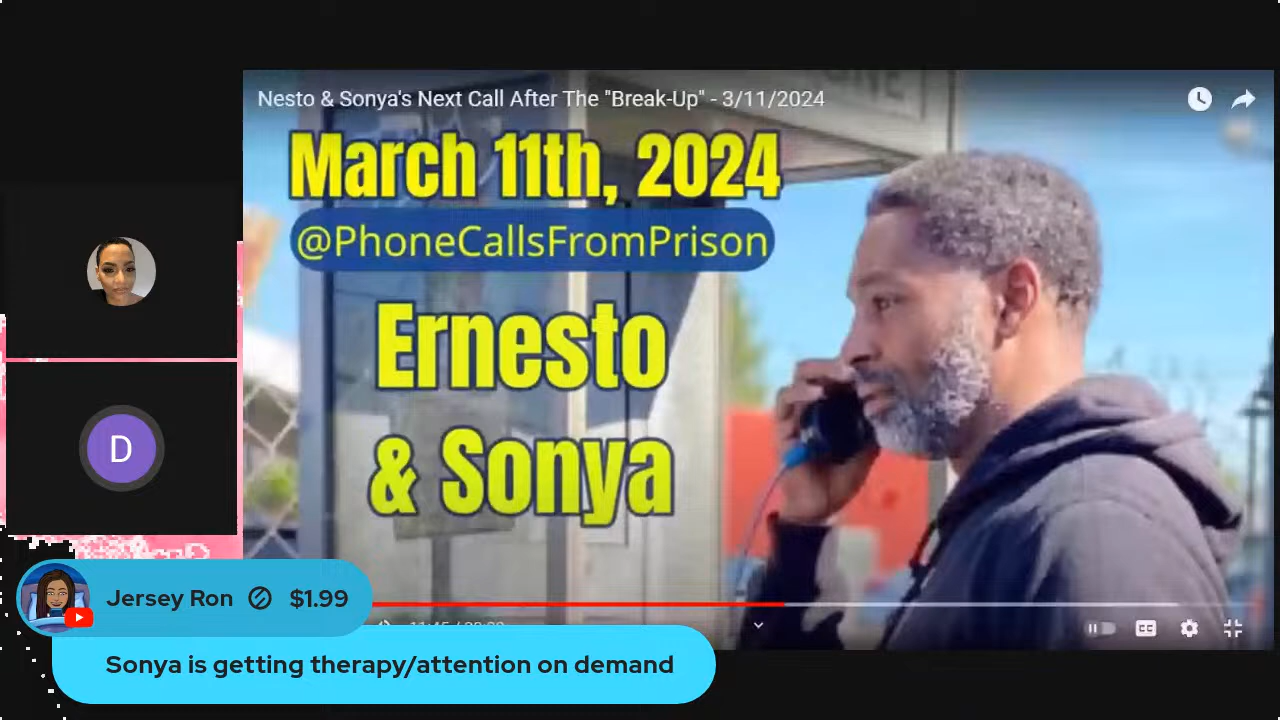 Nesto & Sonya's Next Call After The "Break-Up" - 3/11/2024
March 11th, 2024
@PhoneCallsFromPrison
Ernesto
& Sonya
D
Jersey Ron $1.99
CC
Sonya is getting therapy/attention on demand